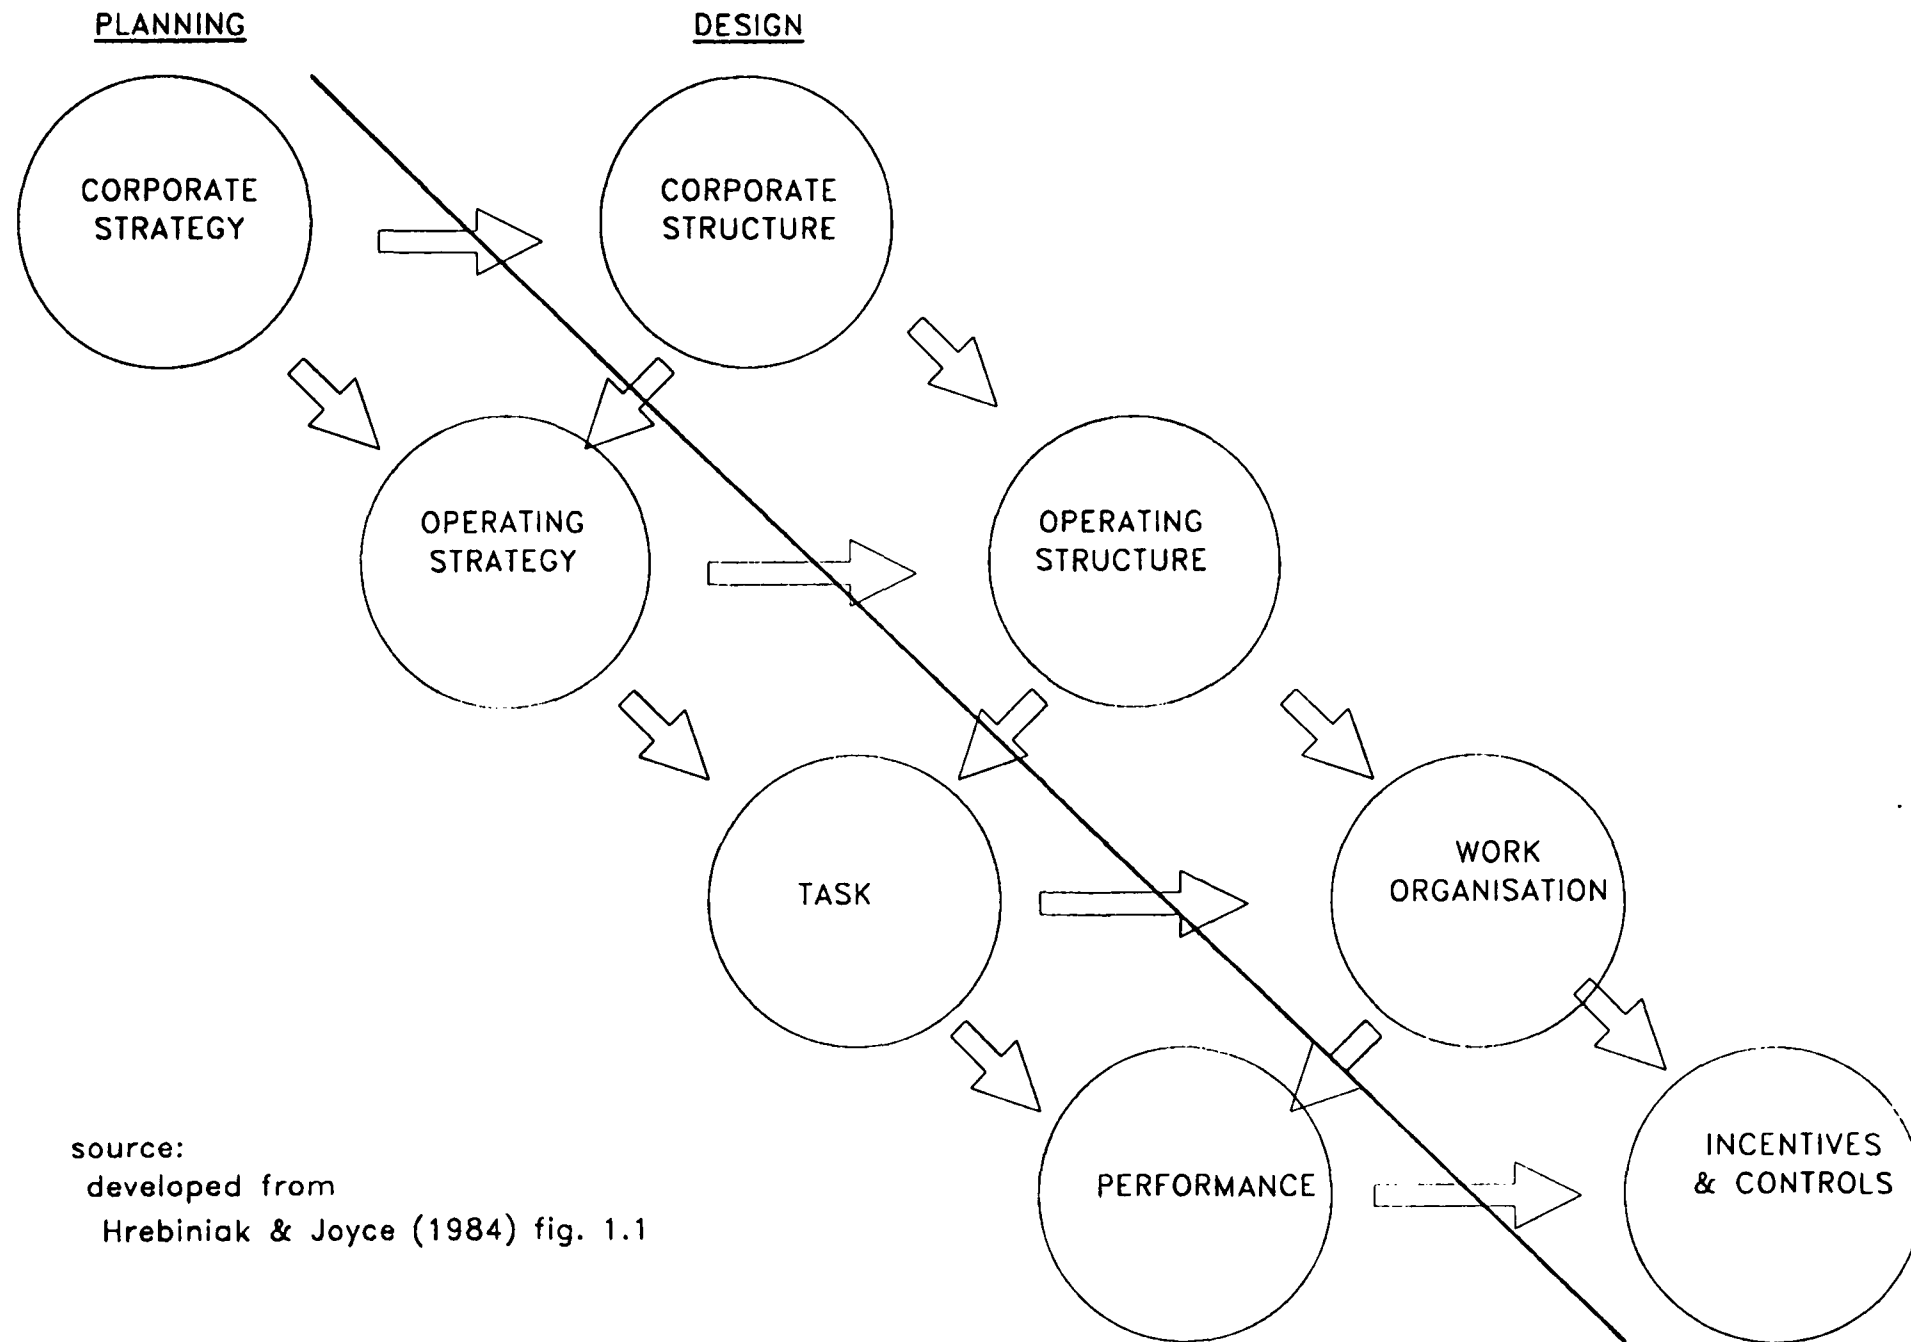 PLANNING
DESIGN
CORPORATE
STRATEGY
CORPORATE
STRUCTURE
OPERATING
STRATEGY
OPERATING
STRUCTURE
TASK
WORK
ORGANISATION
PERFORMANCE
INCENTIVES
& CONTROLS
source:
developed from
Hrebiniak & Joyce (1984) fig. 1.1